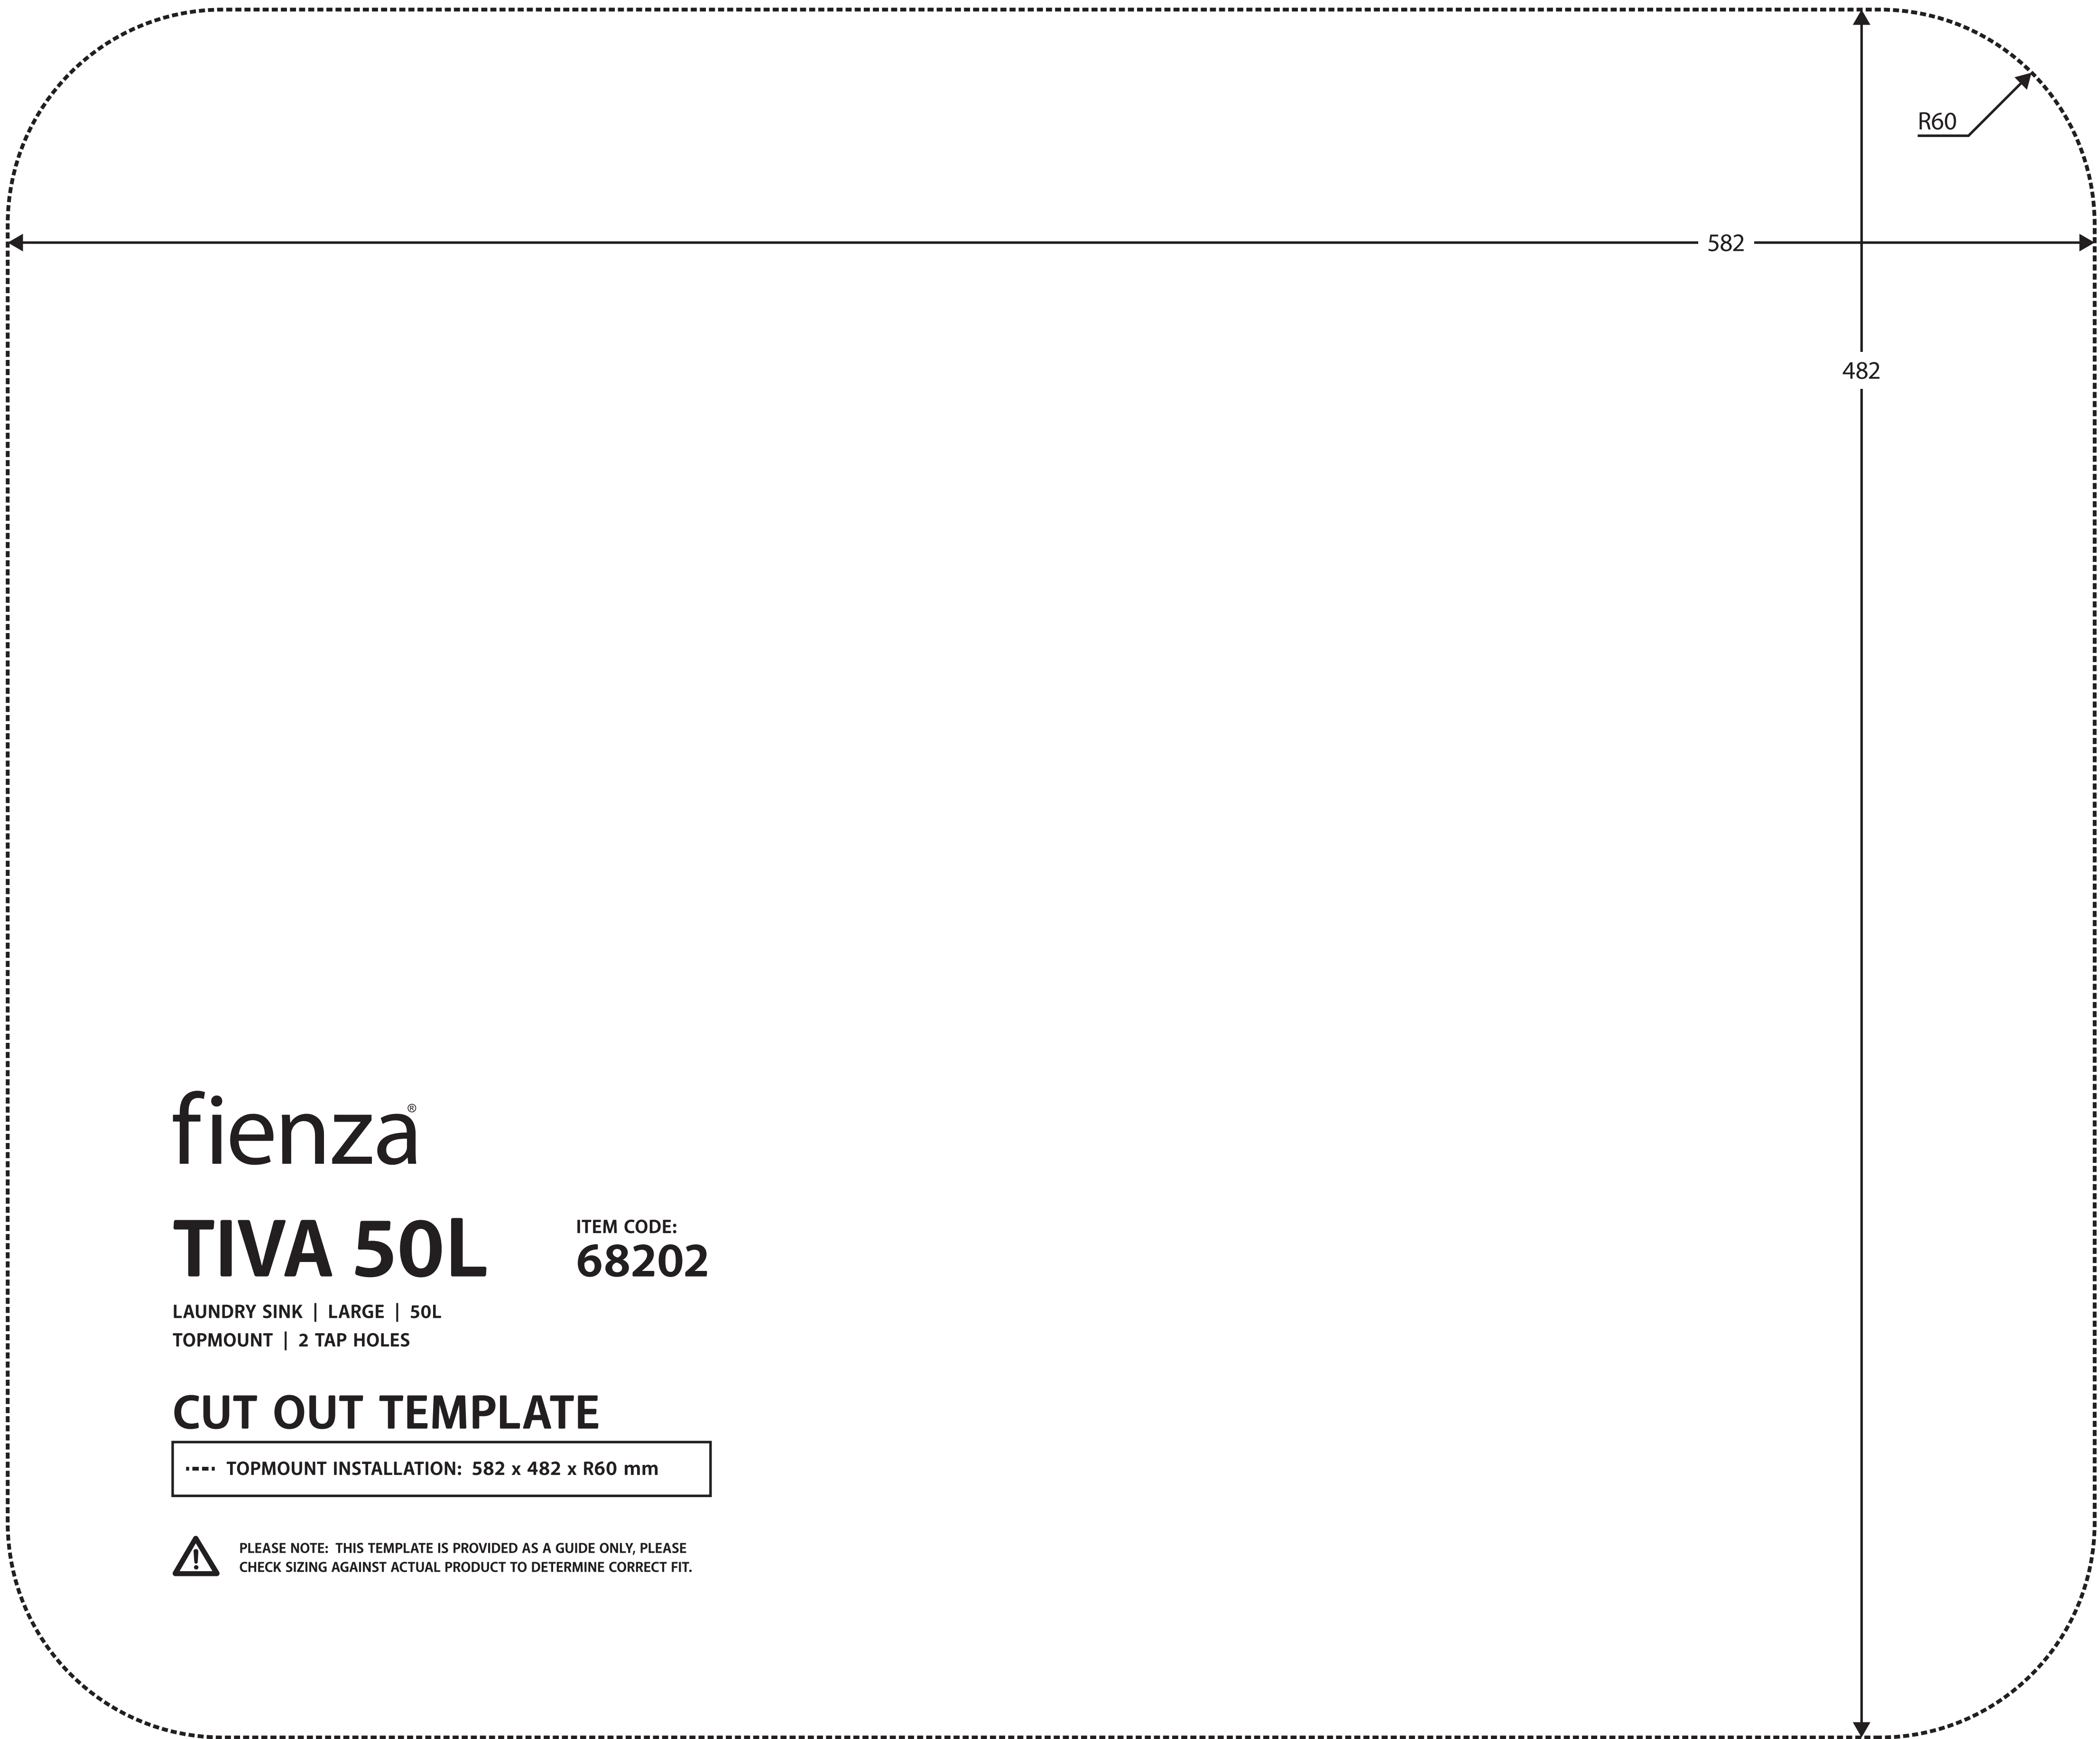 R60
582
482
fienza®
TIVA 50L
ITEM CODE:
68202
LAUNDRY SINK | LARGE | 50L
TOPMOUNT | 2 TAP HOLES
CUT OUT TEMPLATE
TOPMOUNT INSTALLATION: 582 x 482 x R60 mm
PLEASE NOTE: THIS TEMPLATE IS PROVIDED AS A GUIDE ONLY, PLEASE
CHECK SIZING AGAINST ACTUAL PRODUCT TO DETERMINE CORRECT FIT.